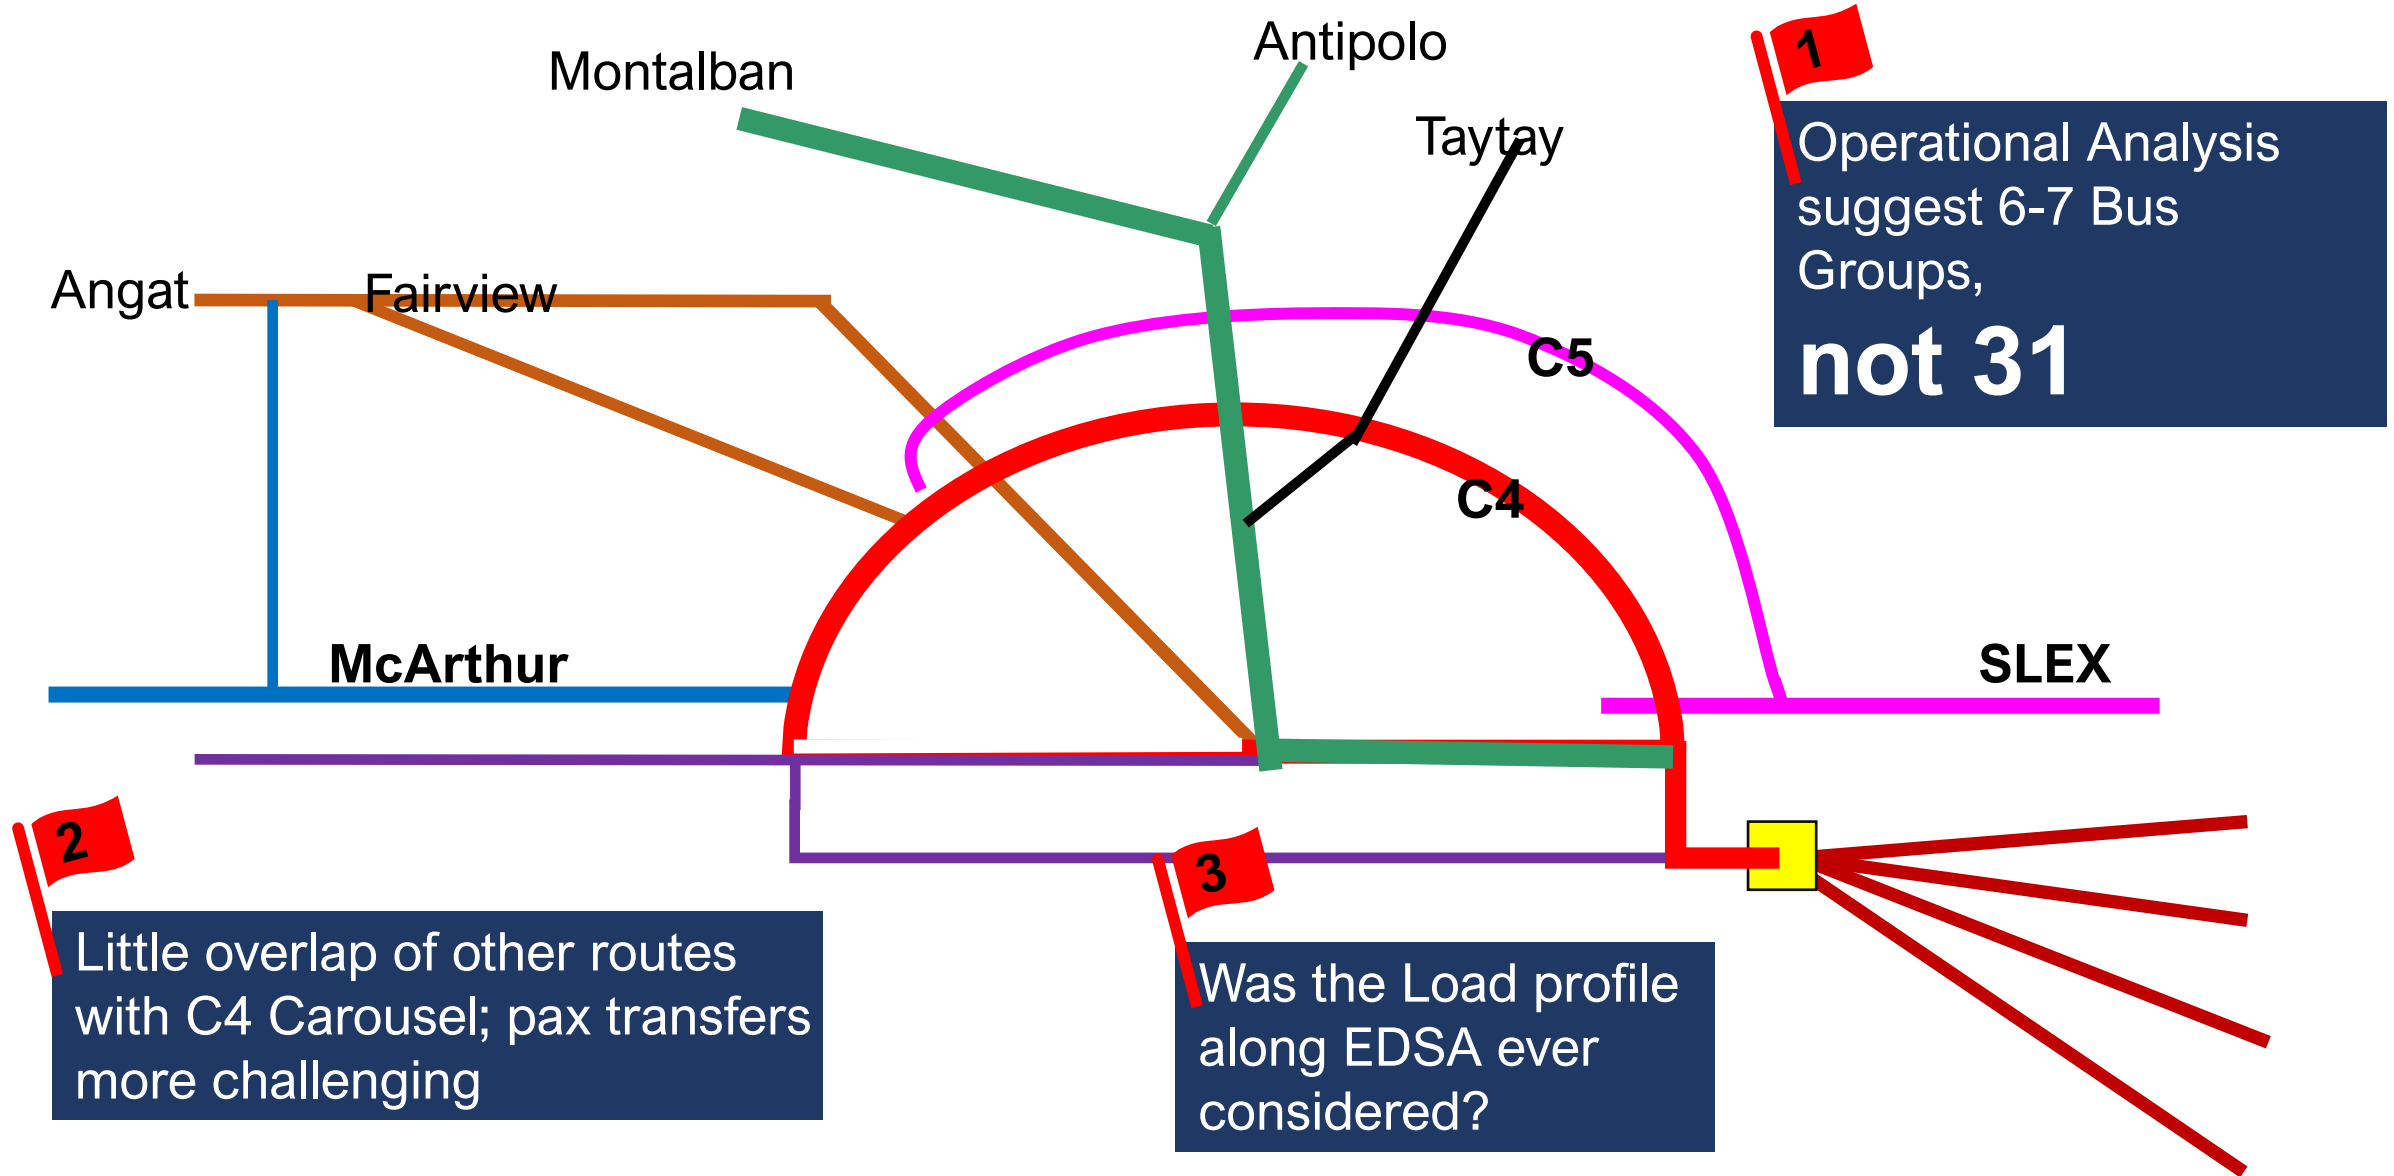 Antipolo
Montalban
Taytay
1
Operational Analysis
suggest 6-7 Bus
Groups,
not 31
Angat
Fairview
C5
C4
McArthur
SLEX
2
Little overlap of other routes
with C4 Carousel; pax transfers
more challenging
3
Was the Load profile
along EDSA ever
considered?